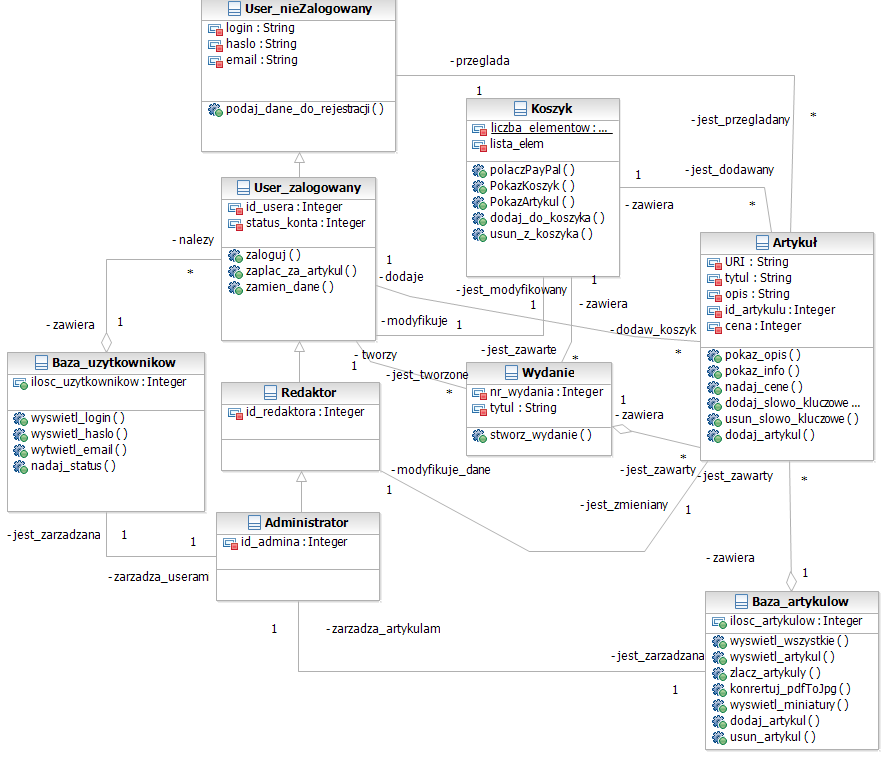 User_nieZalogowany
login : String
haslo : String
email : String
podaj_dane_do_rejestracji ( )
-przeglada
1
*
-jest_przegladany
Koszyk
liczba_elementow : ...
lista_elem
polaczPayPal ( )
PokazKoszyk ( )
PokazArtykul ( )
dodaj_do_koszyka ( )
usun_z_koszyka ( )
1
-jest_dodawany
-zawiera
*
User_zalogowany
id_usera : Integer
status_konta : Integer
zaloguj ( )
zaplac_za_artykul ( )
zamien_dane ( )
- nalezy
*
1
-dodaje
-jest_modyfikowany
1
1
-zawiera
-modyfikuje
1
-dodaw_koszyk
*
Artykuł
URI : String
tytul : String
opis : String
id_artykulu : Integer
cena : Integer
pokaz_opis ( )
pokaz_info ( )
nadaj_cene ( )
dodaj_slowo_kluczowe ...
usun_slowo_kluczowe ( )
dodaj_artykul ( )
- zawiera
1
Baza_uzytkownikow
ilosc_uzytkownikow : Integer
wyswietl_login ( )
wyswietl_haslo ( )
wytwietl_email ( )
nadaj_status ( )
- tworzy
1
-jest_zawarte
*
-jest_tworzone
*
Wydanie
nr_wydania : Integer
tytul : String
stworz_wydanie ( )
1
-zawiera
*
-jest_zawarty
Redaktor
id_redaktora : Integer
-modyfikuje_dane
1
-jest_zmieniany
1
-jest_zawarty
*
Administrator
id_admina : Integer
-jest_zarzadzana
1
1
-zarzadza_useram
-zawiera
1
1
-zarzadza_artykulam
-jest_zarzadzana
1
Baza_artykulow
ilosc_artykulow : Integer
wyswietl_wszystkie ( )
wyswietl_artykul ( )
zlacz_artykuly ( )
konrertuj_pdfToJpg ( )
wyswietl_miniatury ( )
dodaj_artykul ( )
usun_artykul ( )